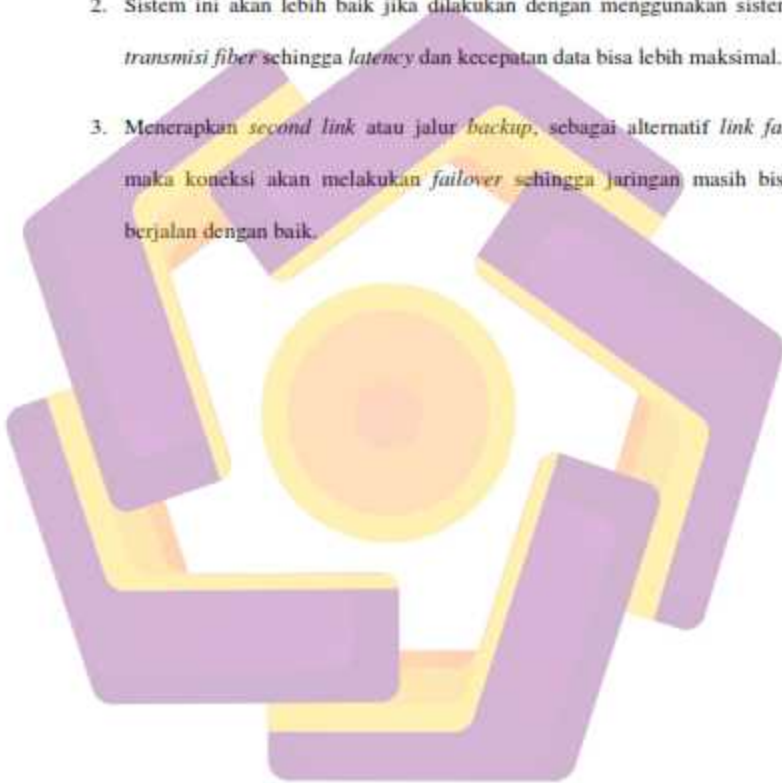 2. Sistem ini akan lebih baik jika dilakukan dengan menggunakan
transmisi fiber sehingga latency dan kecepatan data bisa lebih maksimal.
3. Menerapkan second link atau jalur backup, sebagai alternatif link
maka koneksi akan melakukan failover sehingga jaringan masih
berjalan dengan baik.